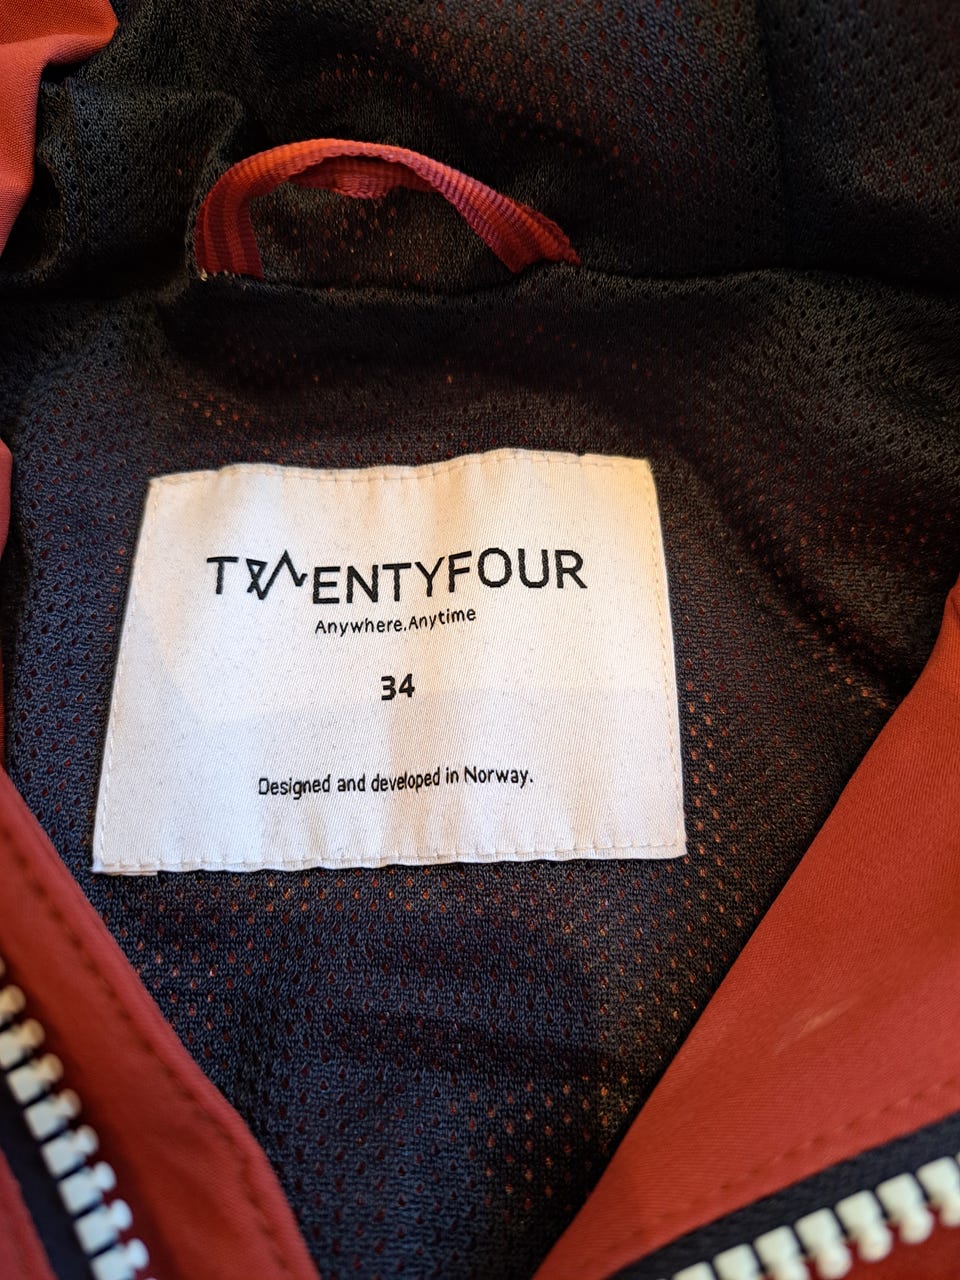 TWENTYFOUR
Anywhere.Anytime
34
Designed and developed in Norway.